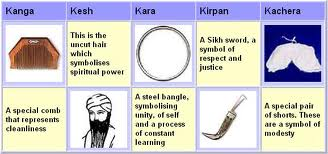 Kanga
Kesh
Kara
Kirpan
Kachera
This is the
uncut hair
which
symbolises
spiritual power
A Sikh sword, a
symbol of
respect and
justice
A special comb
that represents
cleanliness
A steel bangle,
symbolising
unity, of self
and a process
of constant
learning
A special pair
of shorts. These
are a symbol of
modesty